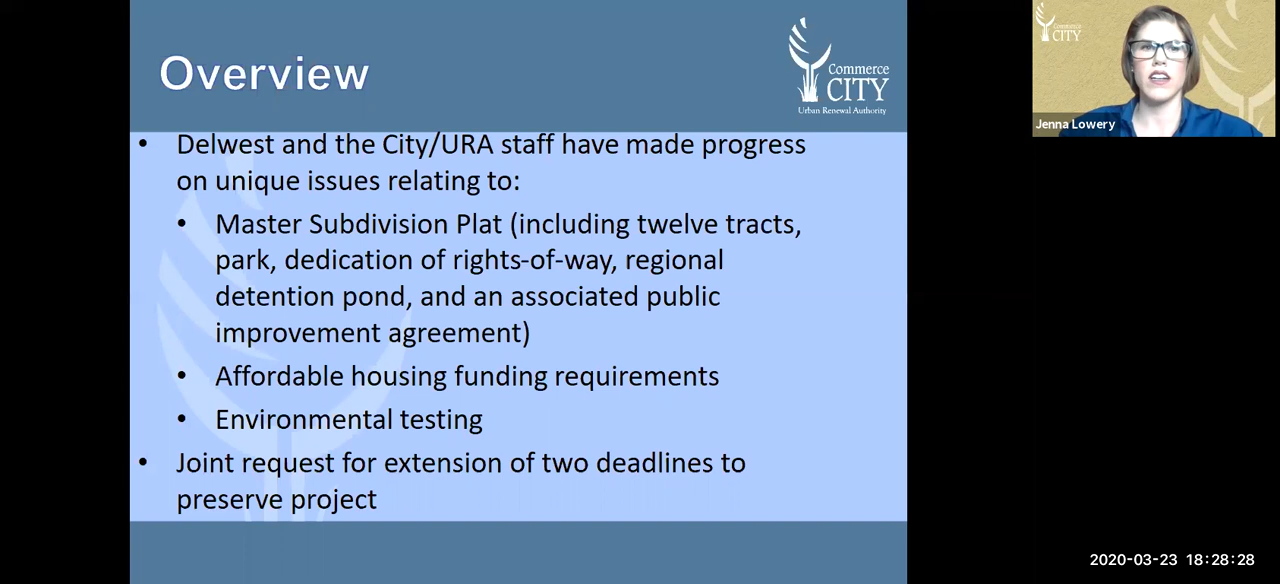 Overview
Commerce
CITY
Urban Renewal Authority
• Delwest and the City/URA staff have made progress
on unique issues relating to:
• Master Subdivision Plat (including twelve tracts,
park, dedication of rights-of-way, regional
detention pond, and an associated public
improvement agreement)
• Affordable housing funding requirements
• Environmental testing
• Joint request for extension of two deadlines to
preserve project
Commerce
CITY
Jenna Lowery
2020-03-23 18:28:28